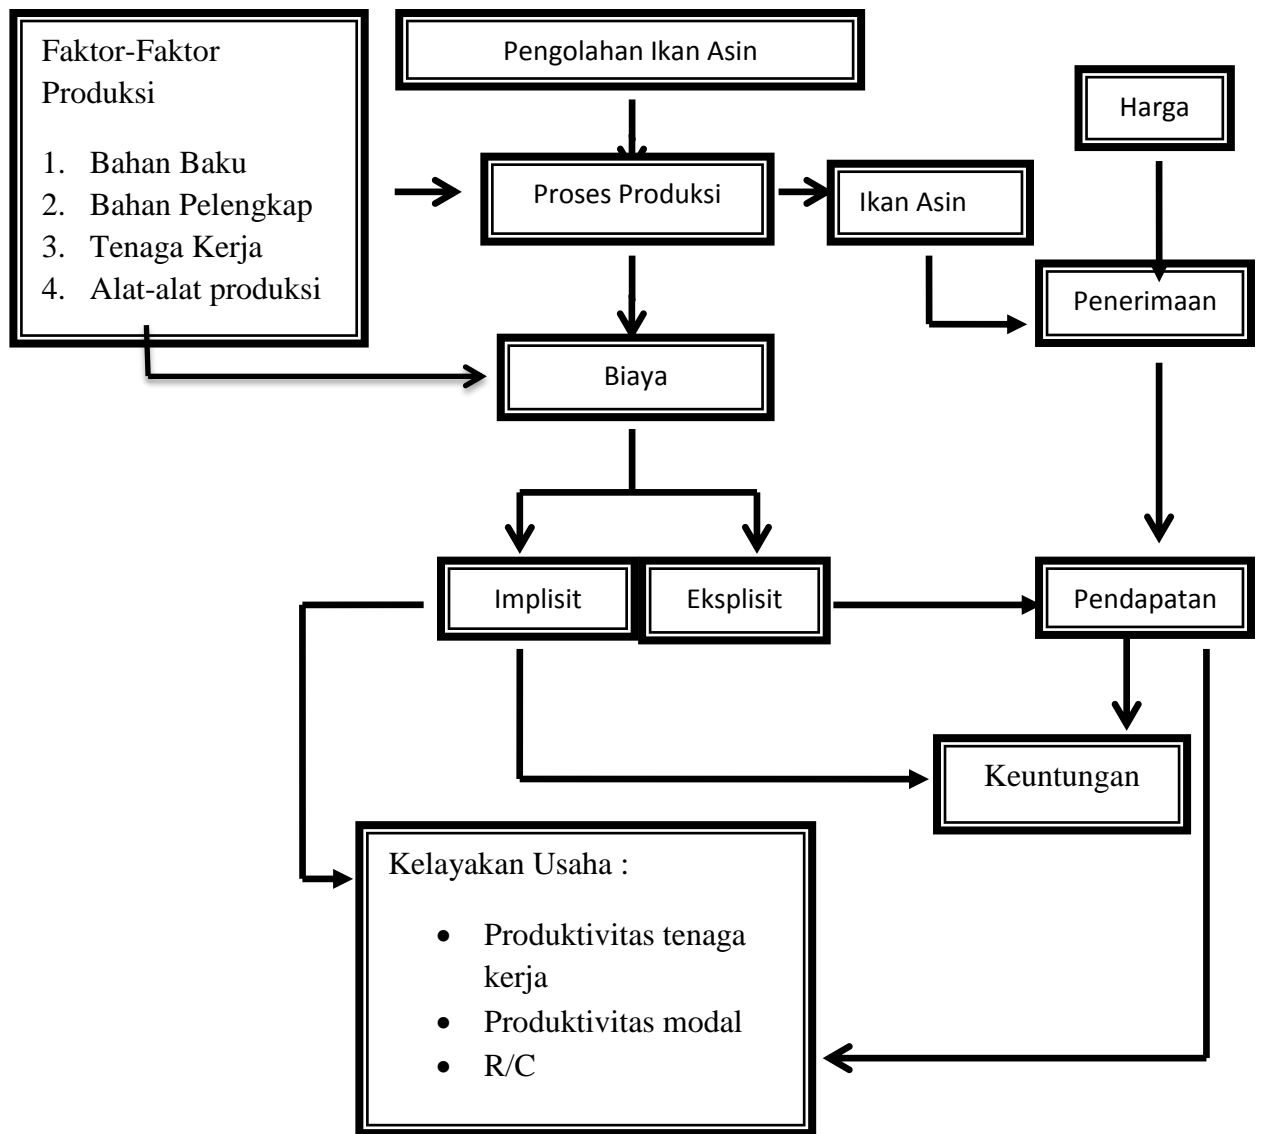 Faktor-Faktor
Produksi
1. Bahan Baku
2. Bahan Pelengkap
3. Tenaga Kerja
4. Alat-alat produksi
Pengolahan Ikan Asin
Harga
Proses Produksi
Ikan Asin
Penerimaan
Biaya
Implisit
Eksplisit
Pendapatan
Keuntungan
Kelayakan Usaha :
• Produktivitas tenaga
kerja
• Produktivitas modal
• R/C